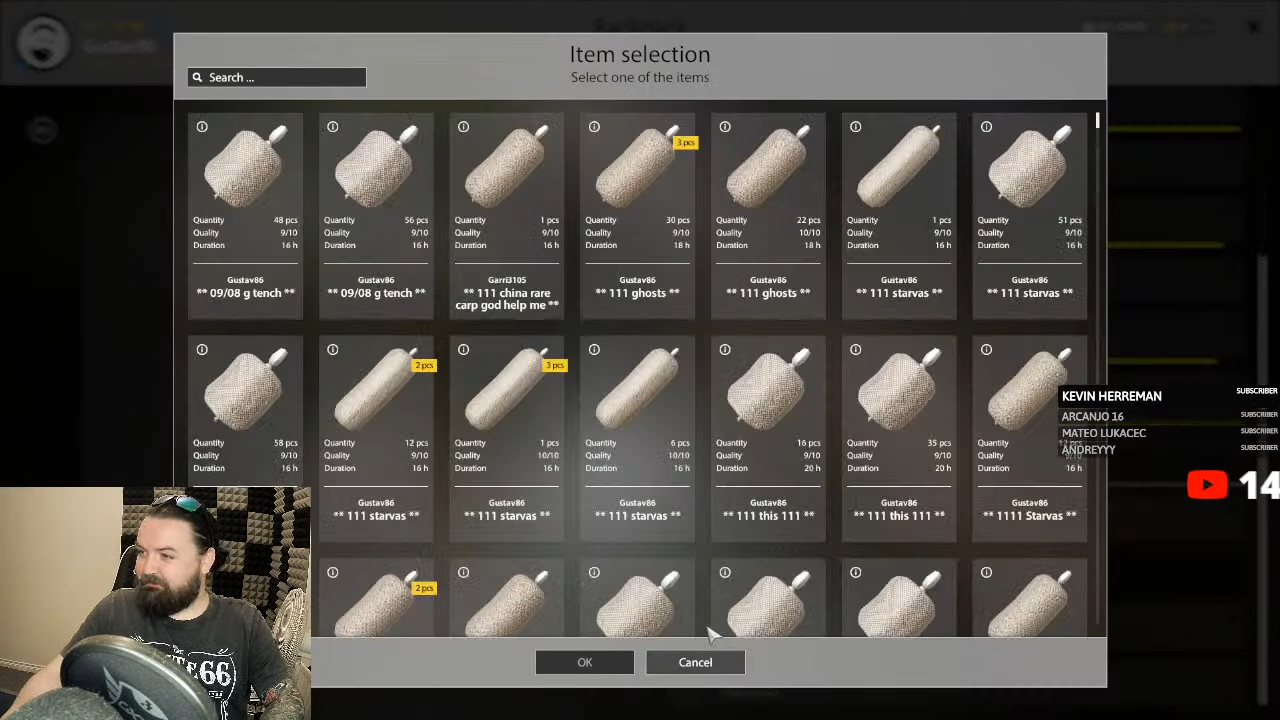 Gustav86
Item selection
Search ...
Select one of the items
3 pcs
Quantity 48 pcs
Quality 9/10
Duration 16 h
Gustav86
** 09/08 g tench **
Quantity 56 pcs
Quality 9/10
Duration 16 h
Gustav86
** 09/08 g tench **
Quantity 1 pcs
Quality 9/10
Duration 16 h
Garri3105
** 111 china rare
carp god help me **
Quantity 30 pcs
Quality 9/10
Duration 18 h
Gustav86
** 111 ghosts **
Quantity 22 pcs
Quality 10/10
Duration 18 h
Gustav86
** 111 ghosts **
Quantity 1 pcs
Quality 9/10
Duration 16 h
Gustav86
** 111 starvas **
Quantity 51 pcs
Quality 9/10
Duration 16 h
Gustav86
** 111 starvas **
2 pcs
3 pcs
Quantity 58 pcs
Quality 9/10
Duration 16 h
Quantity 12 pcs
Quality 9/10
Duration 16 h
Gustav86
** 111 starvas **
Quantity 1 pcs
Quality 10/10
Duration 16 h
Gustav86
** 111 starvas **
Quantity 6 pcs
Quality 10/10
Duration 16 h
Gustav86
** 111 starvas **
Quantity 16 pcs
Quality 9/10
Duration 20 h
Gustav86
** 111 this 111 **
Quantity 35 pcs
Quality 9/10
Duration 20 h
Gustav86
** 111 this 111 **
Quantity
Quality
Duration 16 h
Gustav86
** 1111 Starvas **
KEVIN HERREMAN SUBSCRIBER
ARCANJO 16 SUBSCRIBER
MATEO LUKACEC SUBSCRIBER
ANDREYYY SUBSCRIBER
14
2 pcs
OK
Cancel